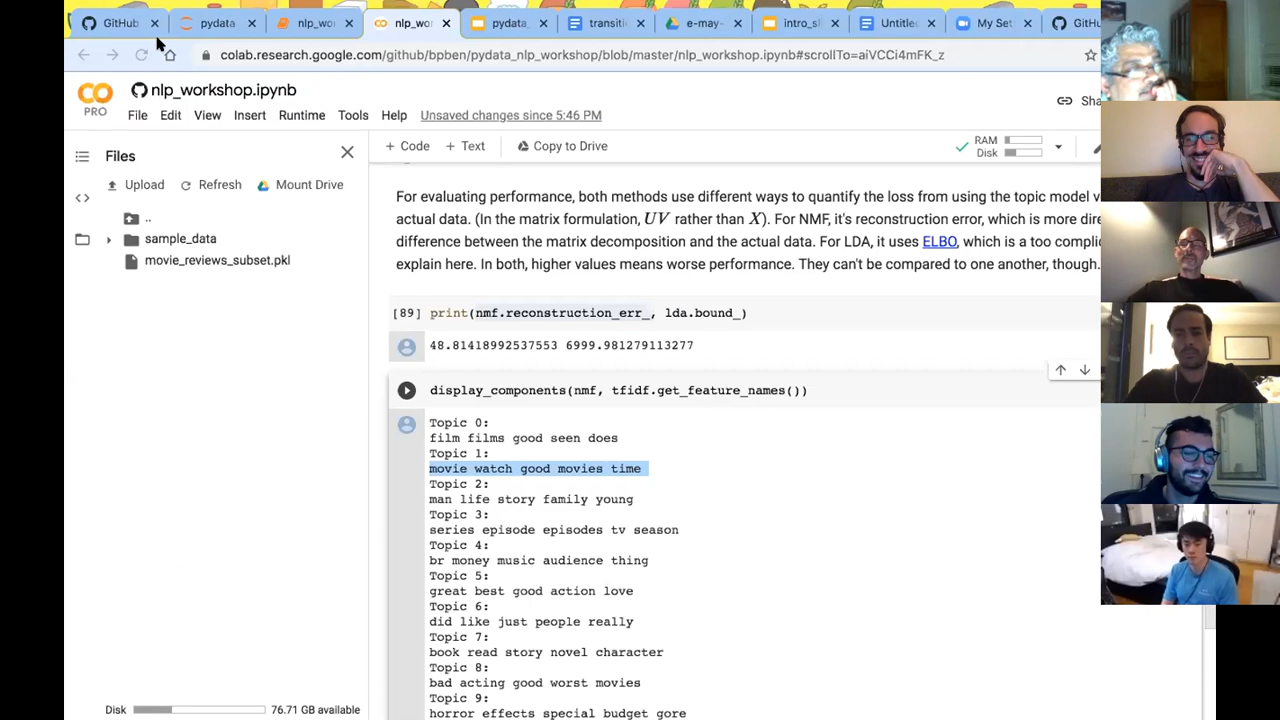 GitHub
pydata
nlp_wo
nlp_wo
pydata_
transitio
e-may-
intro_sl
Untitled
My Set
GitHu
colab.research.google.com/github/bpben/pydata_nlp_workshop/blob/master/nlp_workshop.ipynb#scrollTo=aiVCCi4mFK_z
CO
PRO
nlp_workshop.ipynb
File Edit View Insert Runtime Tools Help Unsaved changes since 5:46 PM
Sha
Files
Upload Refresh Mount Drive
..
sample_data
movie_reviews_subset.pkl
Disk 76.71 GB available
+ Code + Text Copy to Drive
RAM
Disk
For evaluating performance, both methods use different ways to quantify the loss from using the topic model v
actual data. (In the matrix formulation, UV rather than X). For NMF, it's reconstruction error, which is more dire
difference between the matrix decomposition and the actual data. For LDA, it uses ELBO, which is a too compli
explain here. In both, higher values means worse performance. They can't be compared to one another, though.
[89] print(nmf.reconstruction_err_, lda.bound_)
48.81418992537553 6999.981279113277
display_components(nmf, tfidf.get_feature_names())
Topic 0:
film films good seen does
Topic 1:
movie watch good movies time
Topic 2:
man life story family young
Topic 3:
series episode episodes tv season
Topic 4:
br money music audience thing
Topic 5:
great best good action love
Topic 6:
did like just people really
Topic 7:
book read story novel character
Topic 8:
bad acting good worst movies
Topic 9:
horror effects special budget gore